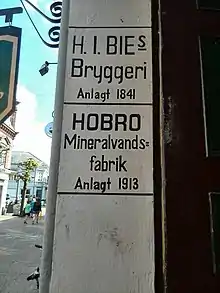 H. I. BIEs
Bryggeri
Anlagt 1841
HOBRO
Mineralvands=
fabrik
Anlagt 1913